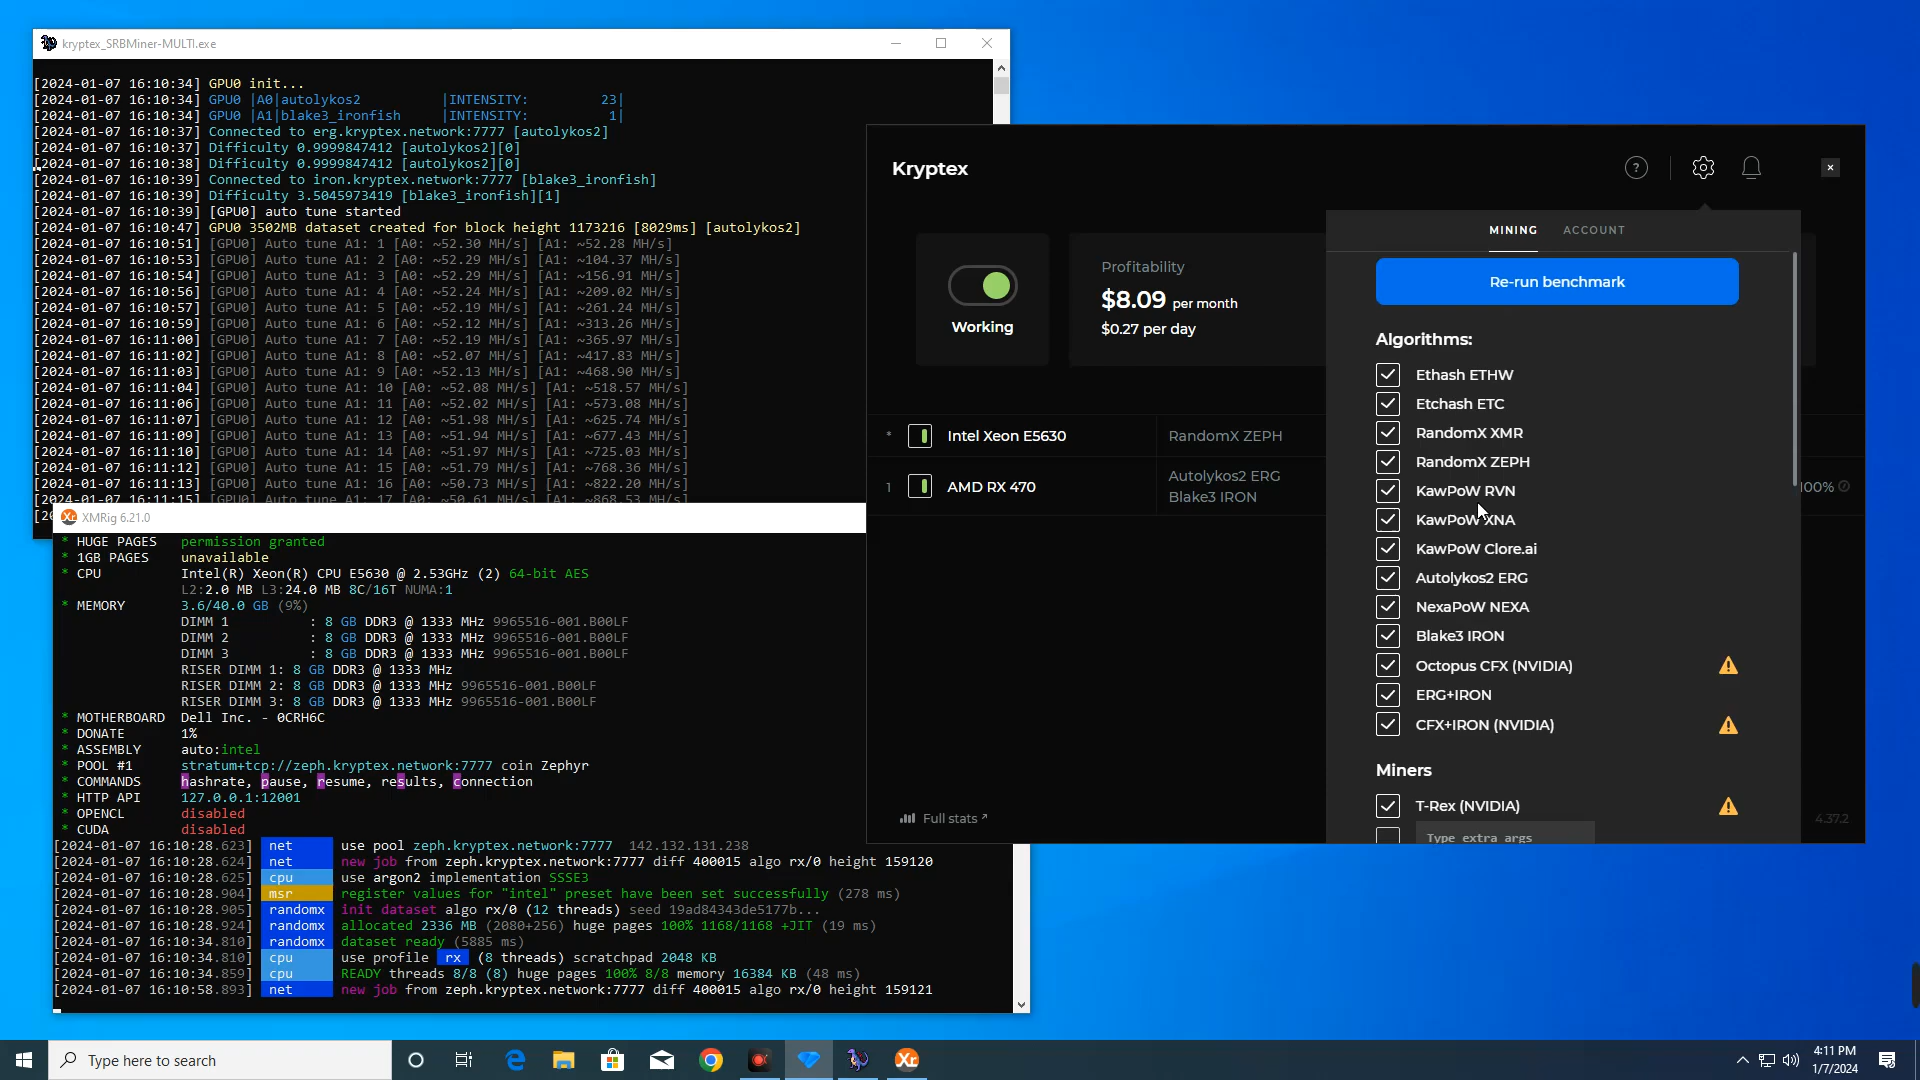 kryptex_SRBMiner-MULTI.exe
[2024-01-07 16:10:34] GPU0 init...
[2024-01-07 16:10:34] GPU0 |A0|autolykos2 |INTENSITY: 23|
[2024-01-07 16:10:34] GPU0 |A1|blake3_ironfish |INTENSITY: 1|
[2024-01-07 16:10:37] Connected to erg.kryptex.network:7777 [autolykos2]
[2024-01-07 16:10:37] Difficulty 0.9999847412 [autolykos2][0]
[2024-01-07 16:10:38] Difficulty 0.9999847412 [autolykos2][0]
[2024-01-07 16:10:39] Connected to iron.kryptex.network:7777 [blake3_ironfish]
[2024-01-07 16:10:39] Difficulty 3.5045973419 [blake3_ironfish][1]
[2024-01-07 16:10:39] [GPU0] auto tune started
[2024-01-07 16:10:47] GPU0 3502MB dataset created for block height 1173216 [8029ms] [autolykos2]
[2024-01-07 16:10:51] [GPU0] Auto tune A1: 1 [A0: ~52.30 MH/s] [A1: ~52.28 MH/s]
[2024-01-07 16:10:53] [GPU0] Auto tune A1: 2 [A0: ~52.29 MH/s] [A1: ~104.37 MH/s]
[2024-01-07 16:10:54] [GPU0] Auto tune A1: 3 [A0: ~52.29 MH/s] [A1: ~156.91 MH/s]
[2024-01-07 16:10:56] [GPU0] Auto tune A1: 4 [A0: ~52.24 MH/s] [A1: ~209.02 MH/s]
[2024-01-07 16:10:57] [GPU0] Auto tune A1: 5 [A0: ~52.19 MH/s] [A1: ~261.24 MH/s]
[2024-01-07 16:10:59] [GPU0] Auto tune A1: 6 [A0: ~52.12 MH/s] [A1: ~313.26 MH/s]
[2024-01-07 16:11:00] [GPU0] Auto tune A1: 7 [A0: ~52.19 MH/s] [A1: ~365.97 MH/s]
[2024-01-07 16:11:02] [GPU0] Auto tune A1: 8 [A0: ~52.07 MH/s] [A1: ~417.83 MH/s]
[2024-01-07 16:11:03] [GPU0] Auto tune A1: 9 [A0: ~52.13 MH/s] [A1: ~468.90 MH/s]
[2024-01-07 16:11:04] [GPU0] Auto tune A1: 10 [A0: ~52.08 MH/s] [A1: ~518.57 MH/s]
[2024-01-07 16:11:06] [GPU0] Auto tune A1: 11 [A0: ~52.02 MH/s] [A1: ~573.08 MH/s]
[2024-01-07 16:11:07] [GPU0] Auto tune A1: 12 [A0: ~51.98 MH/s] [A1: ~625.74 MH/s]
[2024-01-07 16:11:09] [GPU0] Auto tune A1: 13 [A0: ~51.94 MH/s] [A1: ~677.43 MH/s]
[2024-01-07 16:11:10] [GPU0] Auto tune A1: 14 [A0: ~51.97 MH/s] [A1: ~725.03 MH/s]
[2024-01-07 16:11:12] [GPU0] Auto tune A1: 15 [A0: ~51.79 MH/s] [A1: ~768.36 MH/s]
[2024-01-07 16:11:13] [GPU0] Auto tune A1: 16 [A0: ~50.73 MH/s] [A1: ~822.20 MH/s]
[2024-01-07 16:11:15] [GPU0] Auto tune A1: 17 [A0: ~50.61 MH/s] [A1: ~868.53 MH/s]
[20
XMRig 6.21.0
* HUGE PAGES permission granted
* 1GB PAGES unavailable
* CPU Intel(R) Xeon(R) CPU E5630 @ 2.53GHz (2) 64-bit AES
L2:2.0 MB L3:24.0 MB 8C/16T NUMA:1
* MEMORY 3.6/40.0 GB (9%)
DIMM 1 : 8 GB DDR3 @ 1333 MHz 9965516-001.B00LF
DIMM 2 : 8 GB DDR3 @ 1333 MHz 9965516-001.B00LF
DIMM 3 : 8 GB DDR3 @ 1333 MHz 9965516-001.B00LF
RISER DIMM 1: 8 GB DDR3 @ 1333 MHz
RISER DIMM 2: 8 GB DDR3 @ 1333 MHz 9965516-001.B00LF
RISER DIMM 3: 8 GB DDR3 @ 1333 MHz 9965516-001.B00LF
* MOTHERBOARD Dell Inc. - 0CRH6C
* DONATE 1%
* ASSEMBLY auto:intel
* POOL #1 stratum+tcp://zeph.kryptex.network:7777 coin Zephyr
* COMMANDS hashrate, pause, resume, results, connection
* HTTP API 127.0.0.1:12001
* OPENCL disabled
* CUDA disabled
[2024-01-07 16:10:28.623] net use pool zeph.kryptex.network:7777 142.132.131.238
[2024-01-07 16:10:28.624] net new job from zeph.kryptex.network:7777 diff 400015 algo rx/0 height 159120
[2024-01-07 16:10:28.625] cpu use argon2 implementation SSSE3
[2024-01-07 16:10:28.904] msr register values for "intel" preset have been set successfully (278 ms)
[2024-01-07 16:10:28.905] randomx init dataset algo rx/0 (12 threads) seed 19ad84343de5177b...
[2024-01-07 16:10:28.924] randomx allocated 2336 MB (2080+256) huge pages 100% 1168/1168 +JIT (19 ms)
[2024-01-07 16:10:34.810] randomx dataset ready (5885 ms)
[2024-01-07 16:10:34.810] cpu use profile rx (8 threads) scratchpad 2048 KB
[2024-01-07 16:10:34.859] cpu READY threads 8/8 (8) huge pages 100% 8/8 memory 16384 KB (48 ms)
[2024-01-07 16:10:58.893] net new job from zeph.kryptex.network:7777 diff 400015 algo rx/0 height 159121
Kryptex
Working
Profitability
$8.09 per month
$0.27 per day
* Intel Xeon E5630 RandomX ZEPH
1 AMD RX 470 Autolykos2 ERG
Blake3 IRON
100%
Full stats
4.37.2
MINING ACCOUNT
Re-run benchmark
Algorithms:
Ethash ETHW
Etchash ETC
RandomX XMR
RandomX ZEPH
KawPoW RVN
KawPoW XNA
KawPoW Clore.ai
Autolykos2 ERG
NexaPoW NEXA
Blake3 IRON
Octopus CFX (NVIDIA)
ERG+IRON
CFX+IRON (NVIDIA)
Miners
T-Rex (NVIDIA)
Type extra args
Type here to search
4:11 PM
1/7/2024